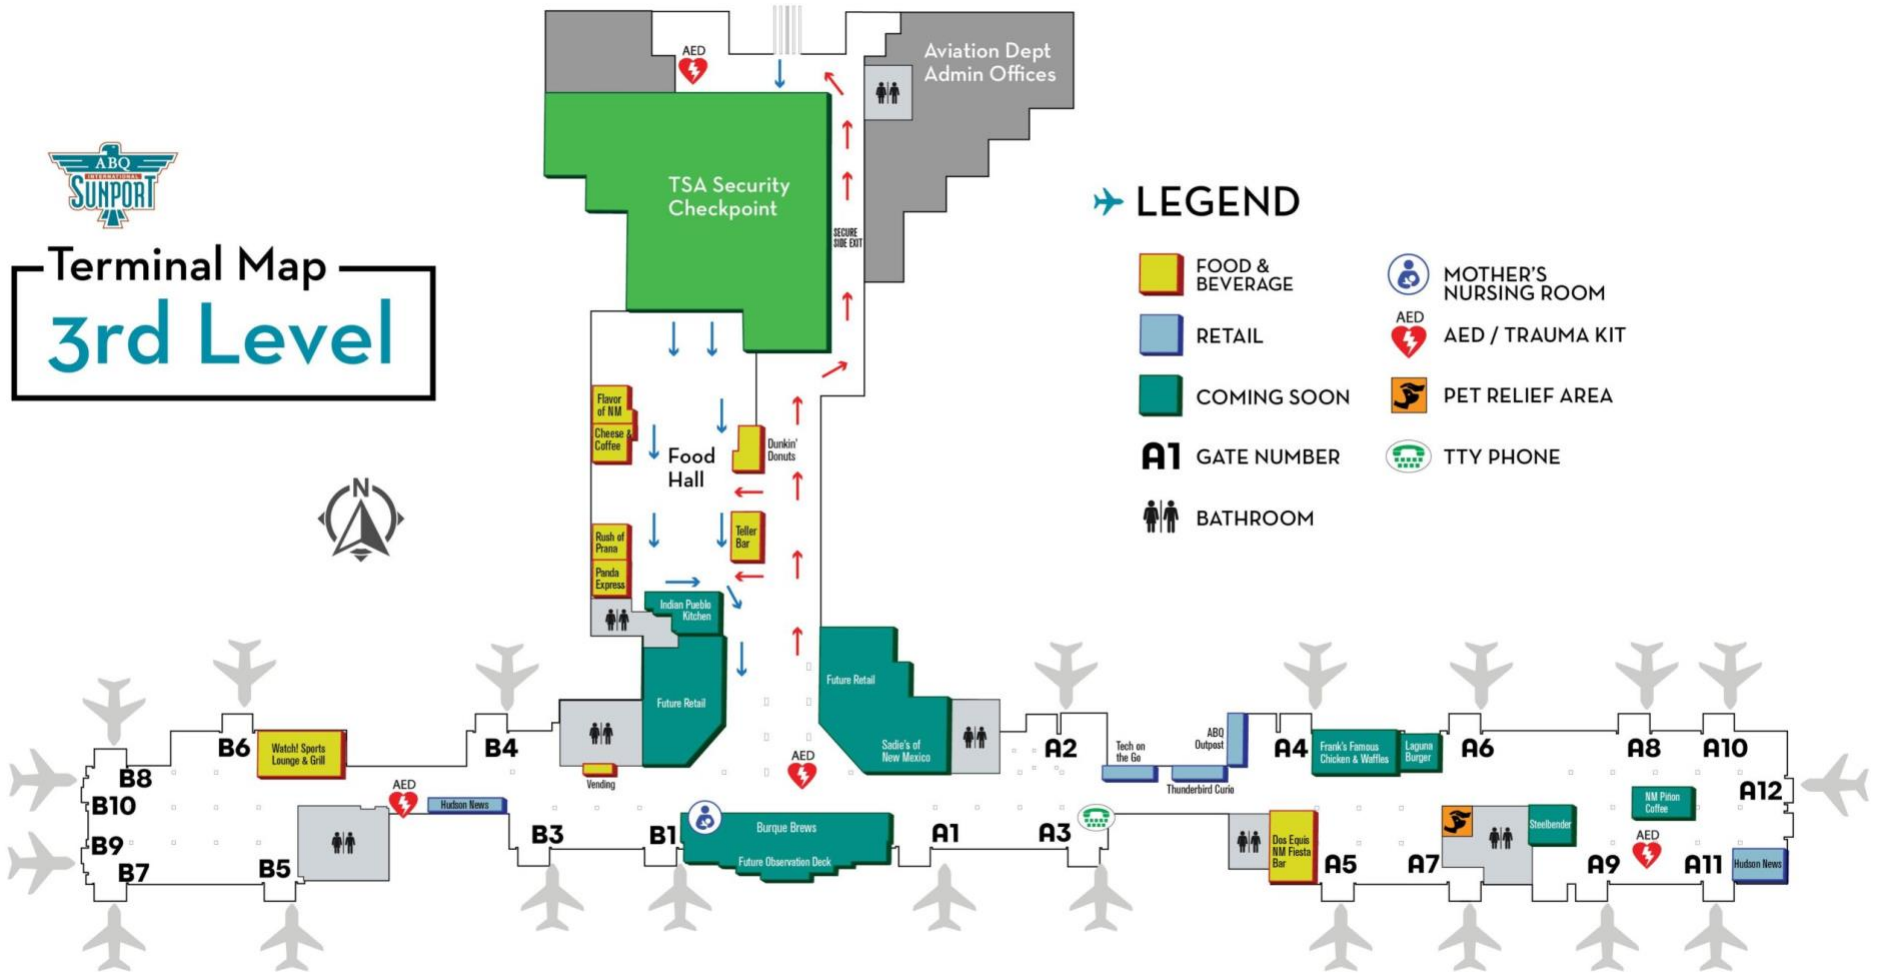 ABQ
INTERNATIONAL
SUNPORT
Terminal Map
3rd Level
N
AED
Aviation Dept
Admin Offices
TSA Security
Checkpoint
SECURE
SIDE EXIT
LEGEND
FOOD &
BEVERAGE
RETAIL
COMING SOON
A1 GATE NUMBER
BATHROOM
MOTHER'S
NURSING ROOM
AED
AED / TRAUMA KIT
PET RELIEF AREA
TTY PHONE
Flavor
of NM
Cheese &
Coffee
Food
Hall
Dunkin'
Donuts
Rush of
Prana
Teller
Bar
Panda
Express
Indian Pueblo
Kitchen
Future Retail
Future Retail
Sadie's of
New Mexico
B6
Watch! Sports
Lounge & Grill
B4
B8
B10
B9
B7
B5
AED
Hudson News
Vending
B3
B1
AED
Burque Brews
Future Observation Deck
A1
A3
A2
Tech on
the Go
ABQ
Outpost
Thunderbird Curio
A4
Frank's Famous
Chicken & Waffles
Laguna
Burger
A6
A8
A10
A12
NM Piñon
Coffee
Dos Equis
NM Fiesta
Bar
A5
A7
Steelbender
AED
A9
A11
Hudson News